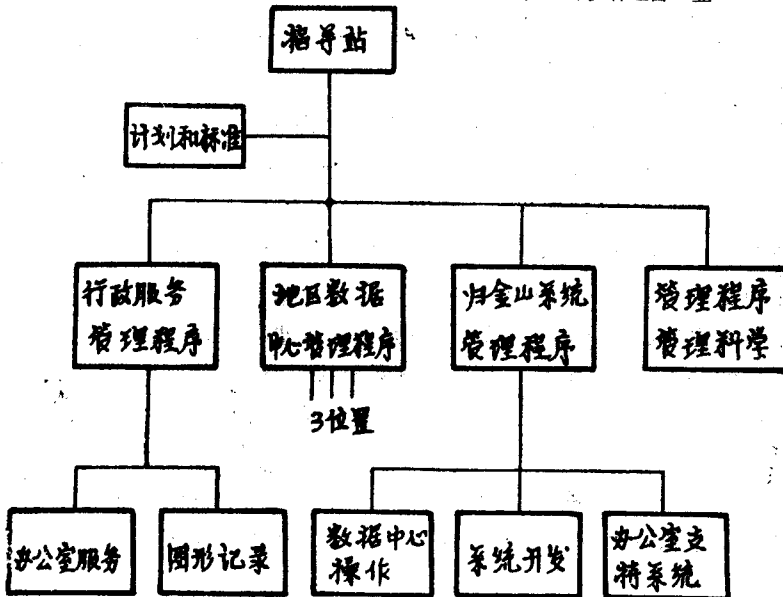 指导站
计划和标准
行政服务
管理程序
地区数据
中心管理程序
旧金山系统
管理程序
管理程序
管理科学
3位置
办公室服务
图形记录
数据中心
操作
系统开发
办公室支
持系统